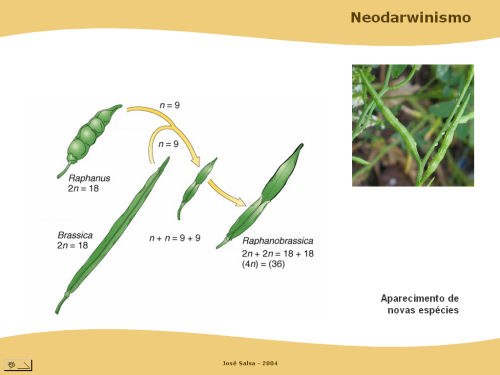 Neodarwinismo
n = 9
n = 9
Raphanus
2n = 18
Brassica
2n = 18
n + n = 9 + 9
Raphanobrassica
2n + 2n = 18 + 18
(4n) = (36)
Aparecimento de
novas espécies
José Salsa - 2004